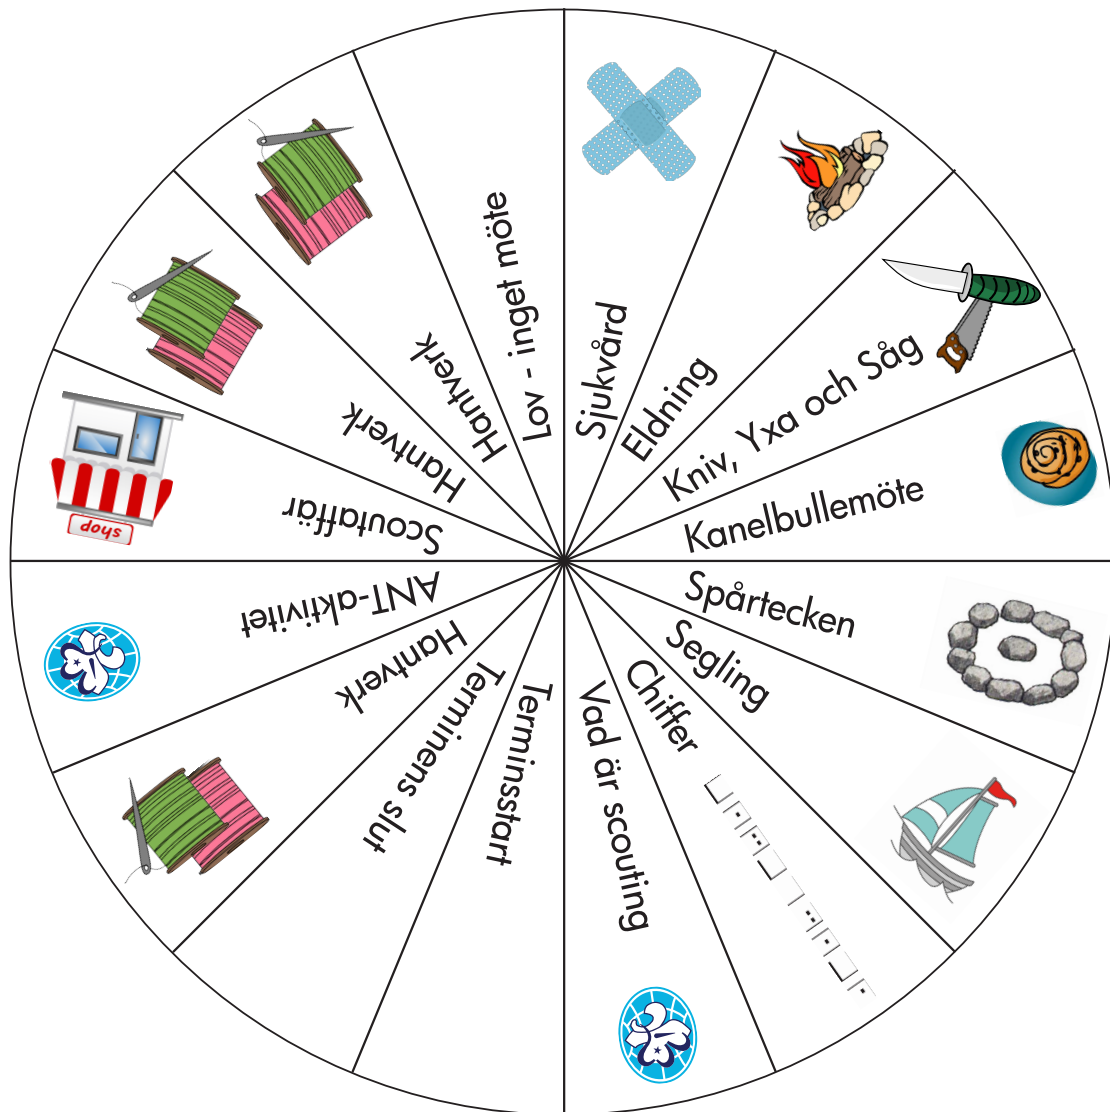 Sjukvård
Eldning
Kniv, Yxa och Såg
Kanelbullemöte
Spårtecken
Segling
Chiffer
Vad är scouting
Terminsstart
Terminens slut
Hantverk
ANT-aktivitet
Scoutaffär
shop
Hantverk
Hantverk
Lov - inget möte